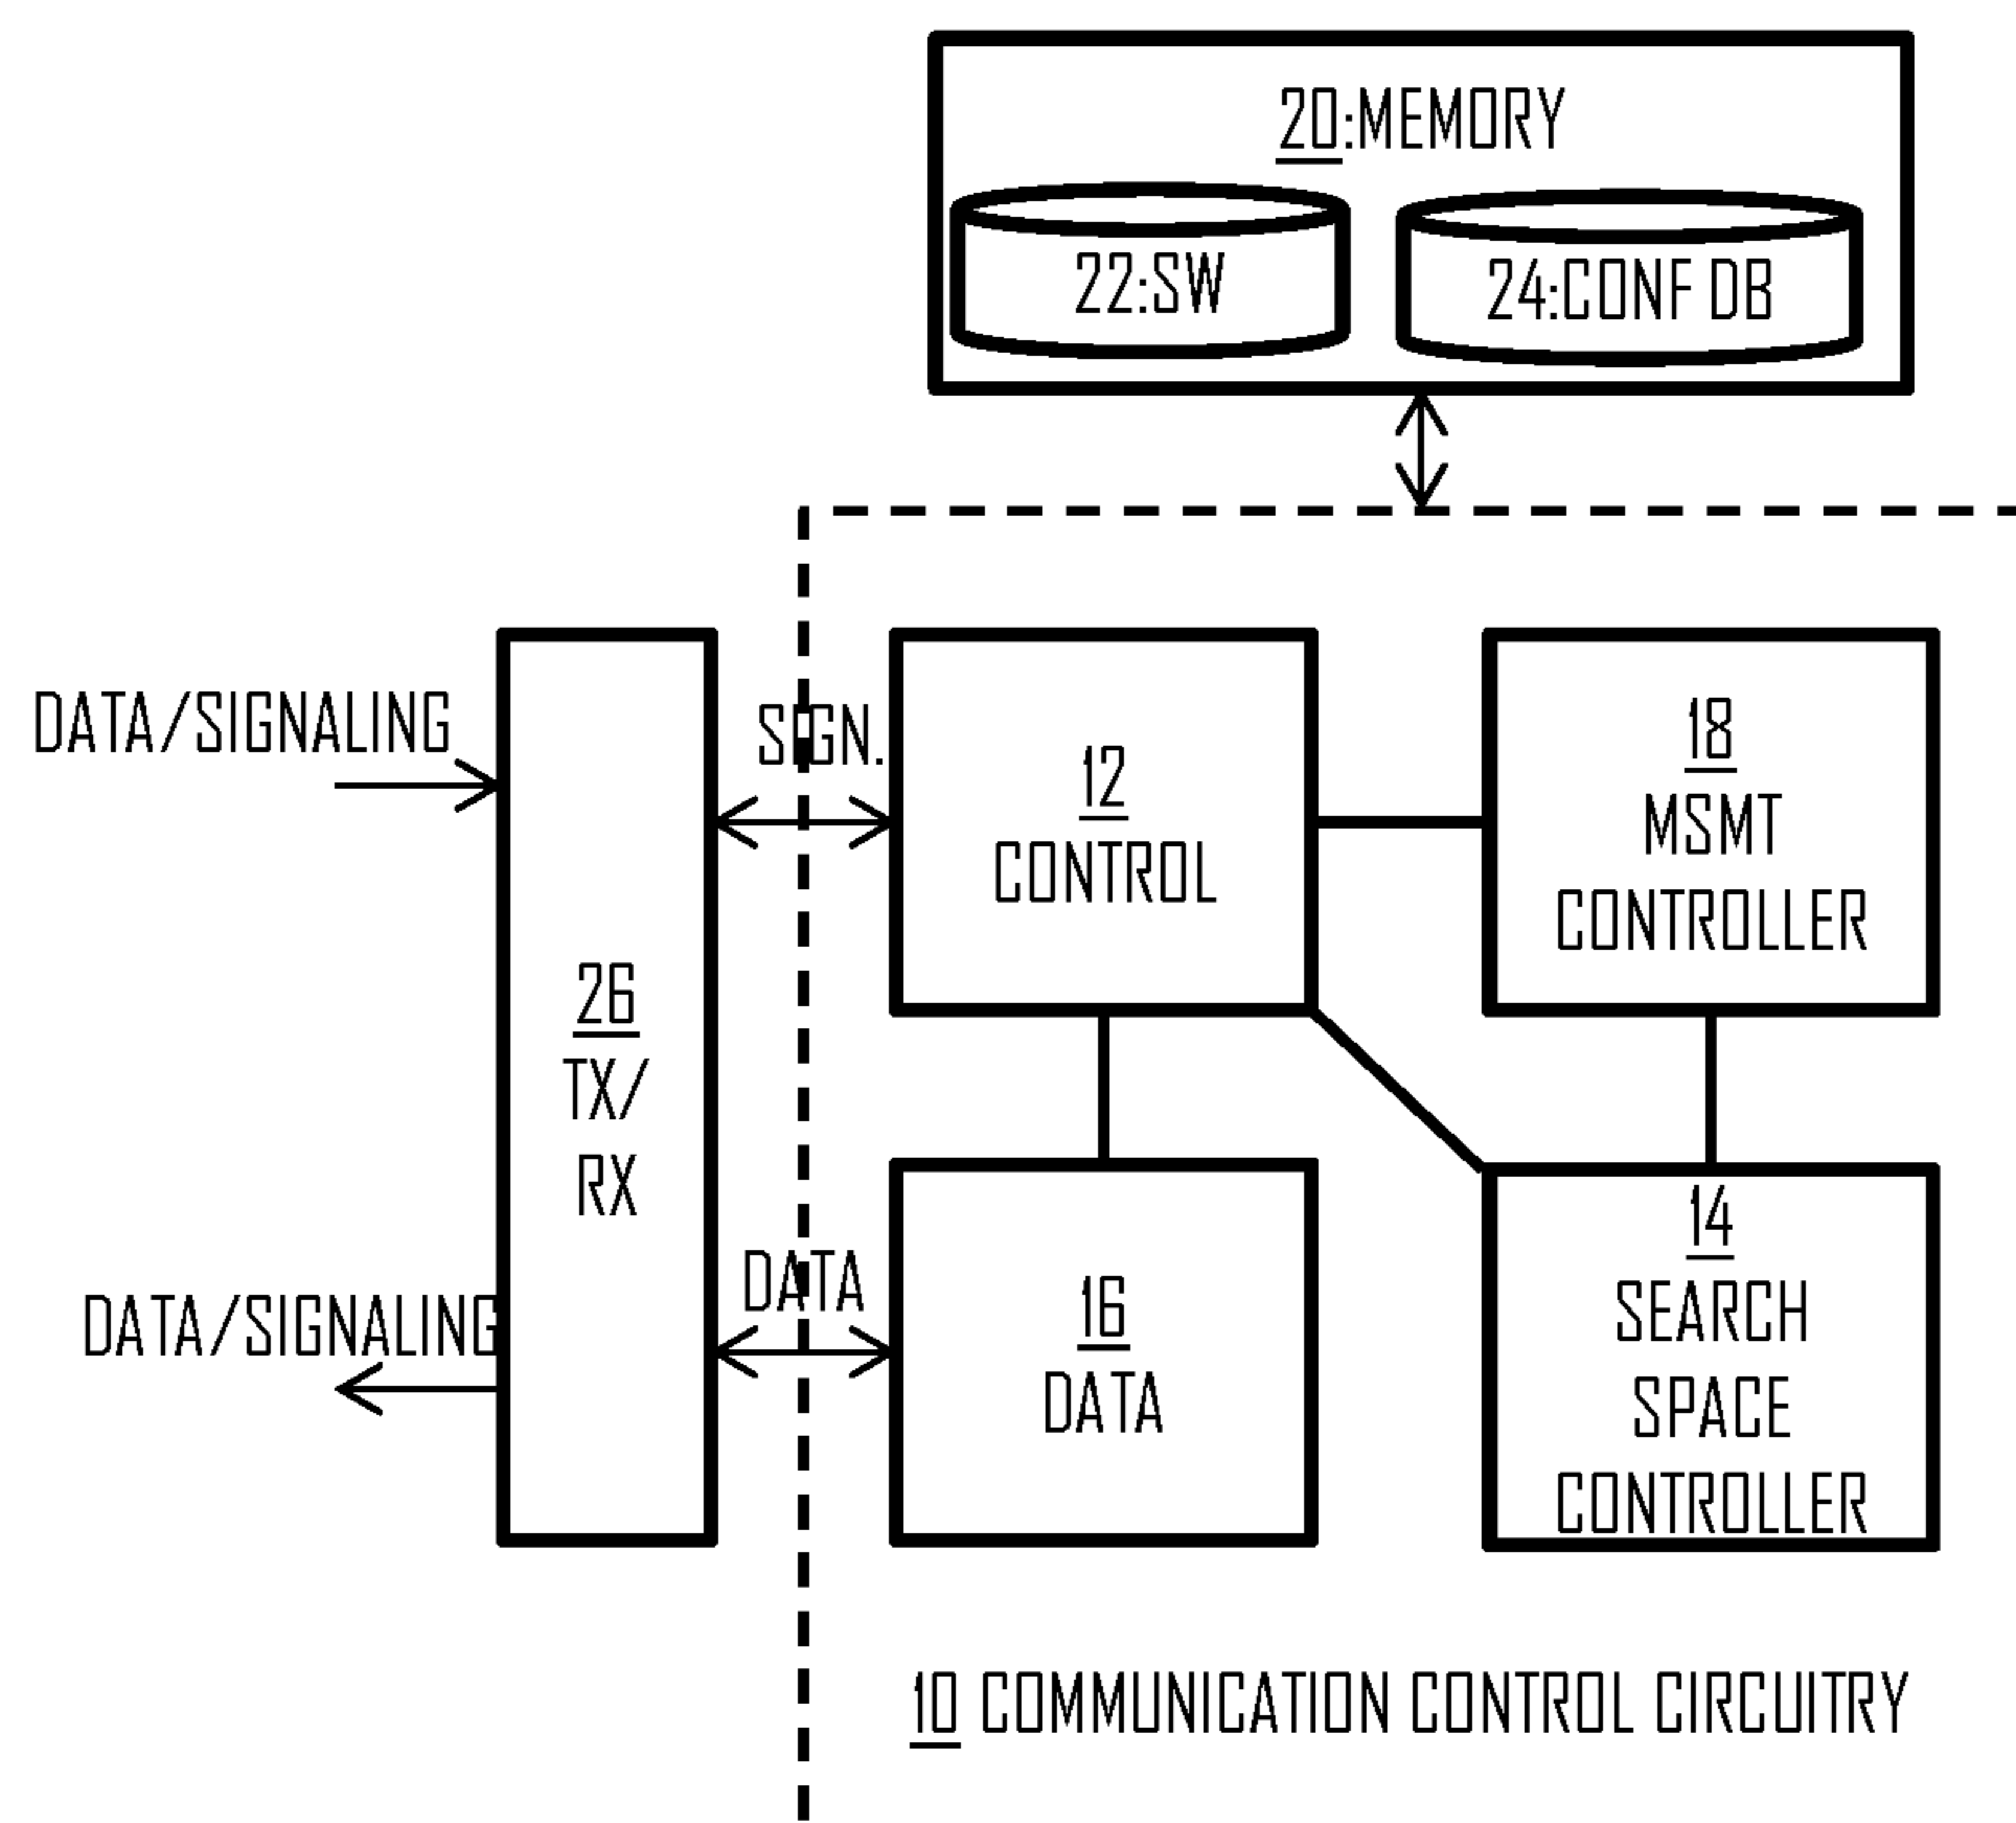 20:MEMORY
22:SW
24:CONF DB
DATA/SIGNALING
SIGN.
12
CONTROL
18
MSMT
CONTROLLER
26
TX/
RX
DATA/SIGNALING
DATA
16
DATA
14
SEARCH
SPACE
CONTROLLER
10 COMMUNICATION CONTROL CIRCUITRY